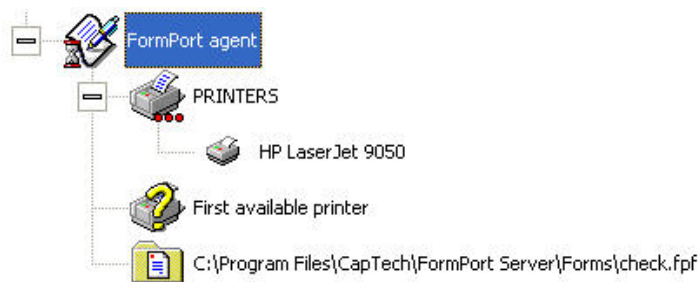 FormPort agent
PRINTERS
HP LaserJet 9050
First available printer
C:\Program Files\CapTech\FormPort Server\Forms\check.fpf